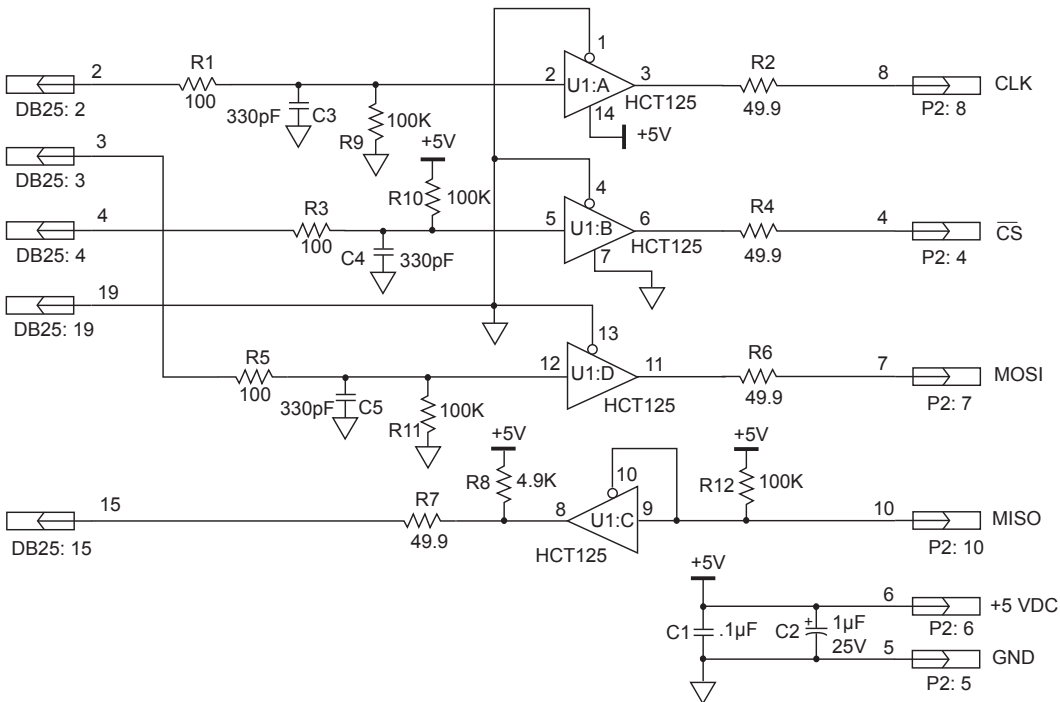 1
2 R1 2 U1:A 3 R2 8 CLK
DB25: 2 100 330pF C3 HCT125 49.9 P2: 8
R9 100K 14 +5V
3
DB25: 3
+5V
R10 100K 4
4 R3 5 U1:B 6 R4 4 CS
DB25: 4 100 C4 330pF HCT125 49.9 P2: 4
7
19
DB25: 19
13
R5 12 U1:D 11 R6 7 MOSI
100 330pF C5 HCT125 49.9 P2: 7
R11 100K
+5V +5V
R8 4.9K 10 R12 100K
15 R7 8 U1:C 9 10 MISO
DB25: 15 49.9 HCT125 P2: 10
+5V
6 +5 VDC
C1 .1µF C2 + 1µF P2: 6
25V
5 GND
P2: 5